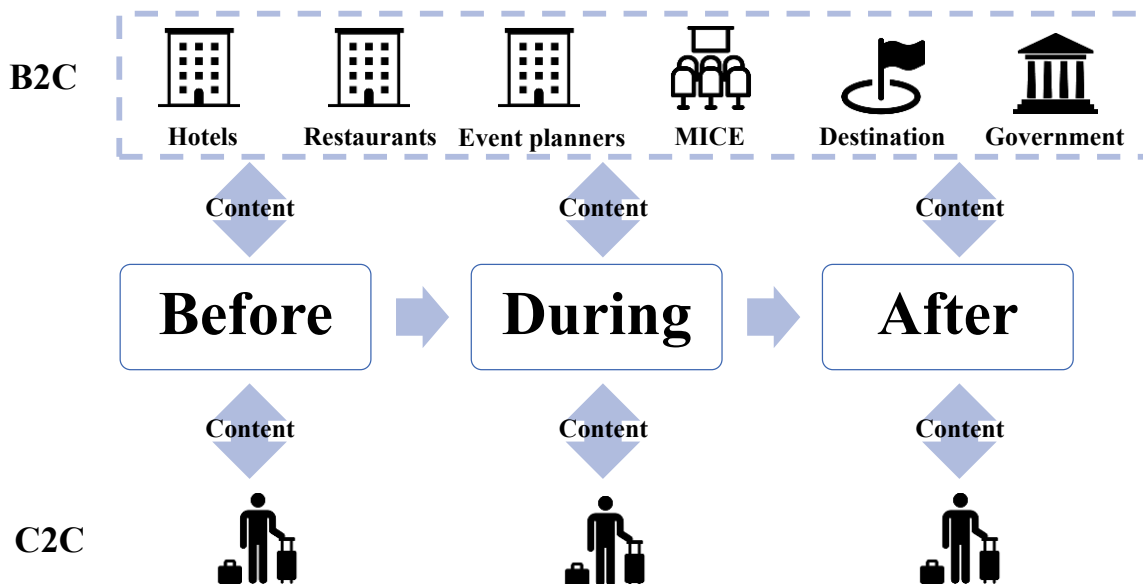 B2C
Hotels
Restaurants
Event planners
MICE
Destination
Government
Content
Content
Content
Before
During
After
Content
Content
Content
C2C